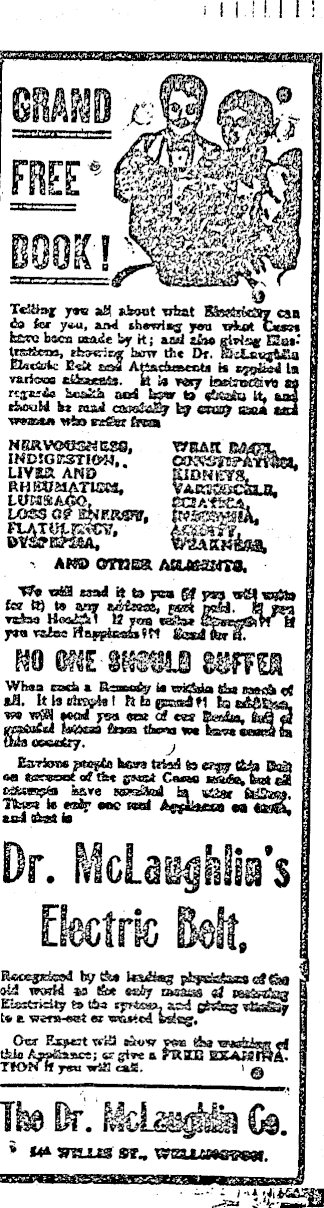 GRAND
FREE
BOOK!
Telling you all about what Electricity can
do for you, and showing you what Cures
have been made by it; and also giving Illus-
trations, showing how the Dr. McLaughlin
Electric Belt and Attachments is applied in
various ailments. It is very instructive as
regards health and how to obtain it, and
should be read carefully by every man and
woman who suffer from
NERVOUSNESS, WEAK BACK,
INDIGESTION, CONSTIPATION,
LIVER AND KIDNEYS,
RHEUMATISM, VARICOCELE,
LUMBAGO, SCIATICA,
LOSS OF ENERGY, INSOMNIA,
FLATULENCY, ACIDITY,
DYSPEPSIA, WEAKNESS,
AND OTHER AILMENTS.
We will send it to you (if you will write
for it) to any address, post paid. If you
value Health! If you value Strength!! If
you value Happiness!!! Send for it.
NO ONE SHOULD SUFFER
When such a Remedy is within the reach of
all. It is simple! It is grand!! In addition,
we will send you one of our Books, full of
grateful letters from those we have cured in
this country.
Envious people have tried to copy this Belt
on account of the great Cures made, but all
attempts have resulted in utter failure.
There is only one real Appliance on earth,
and that is
Dr. McLaughlin's
Electric Belt,
Recognised by the leading physicians of the
old world as the only means of restoring
Electricity to the system, and giving vitality
to a worn-out or wasted being.
Our Expert will show you the working of
this Appliance; or give a FREE EXAMINA-
TION if you will call.
The Dr. McLaughlin Co.
WILLIS ST., WELLINGTON.